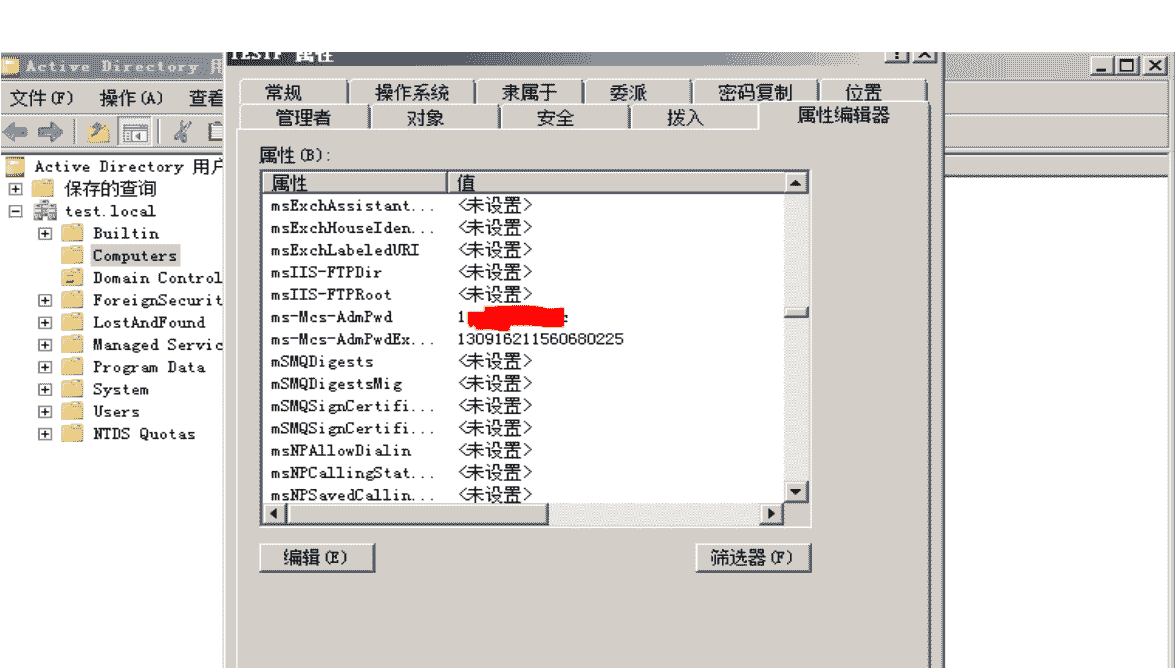 Active Directory 用
文件(F) 操作(A) 查看
Active Directory 用户
保存的查询
test.local
Builtin
Computers
Domain Control
ForeignSecurit
LostAndFound
Managed Servic
Program Data
System
Users
NTDS Quotas
属性
常规 操作系统 隶属于 委派 密码复制 位置
管理者 对象 安全 拨入 属性编辑器
属性(B):
属性 值
msExchAssistant... <未设置>
msExchHouseIden... <未设置>
msExchLabeledURI <未设置>
msIIS-FTPDir <未设置>
msIIS-FTPRoot <未设置>
ms-Mcs-AdmPwd 1
ms-Mcs-AdmPwdEx... 130916211560680225
mSMQDigests <未设置>
mSMQDigestsMig <未设置>
mSMQSignCertifi... <未设置>
mSMQSignCertifi... <未设置>
msNPAllowDialin <未设置>
msNPCallingStat... <未设置>
msNPSavedCallin... <未设置>
编辑(E) 筛选器(F)